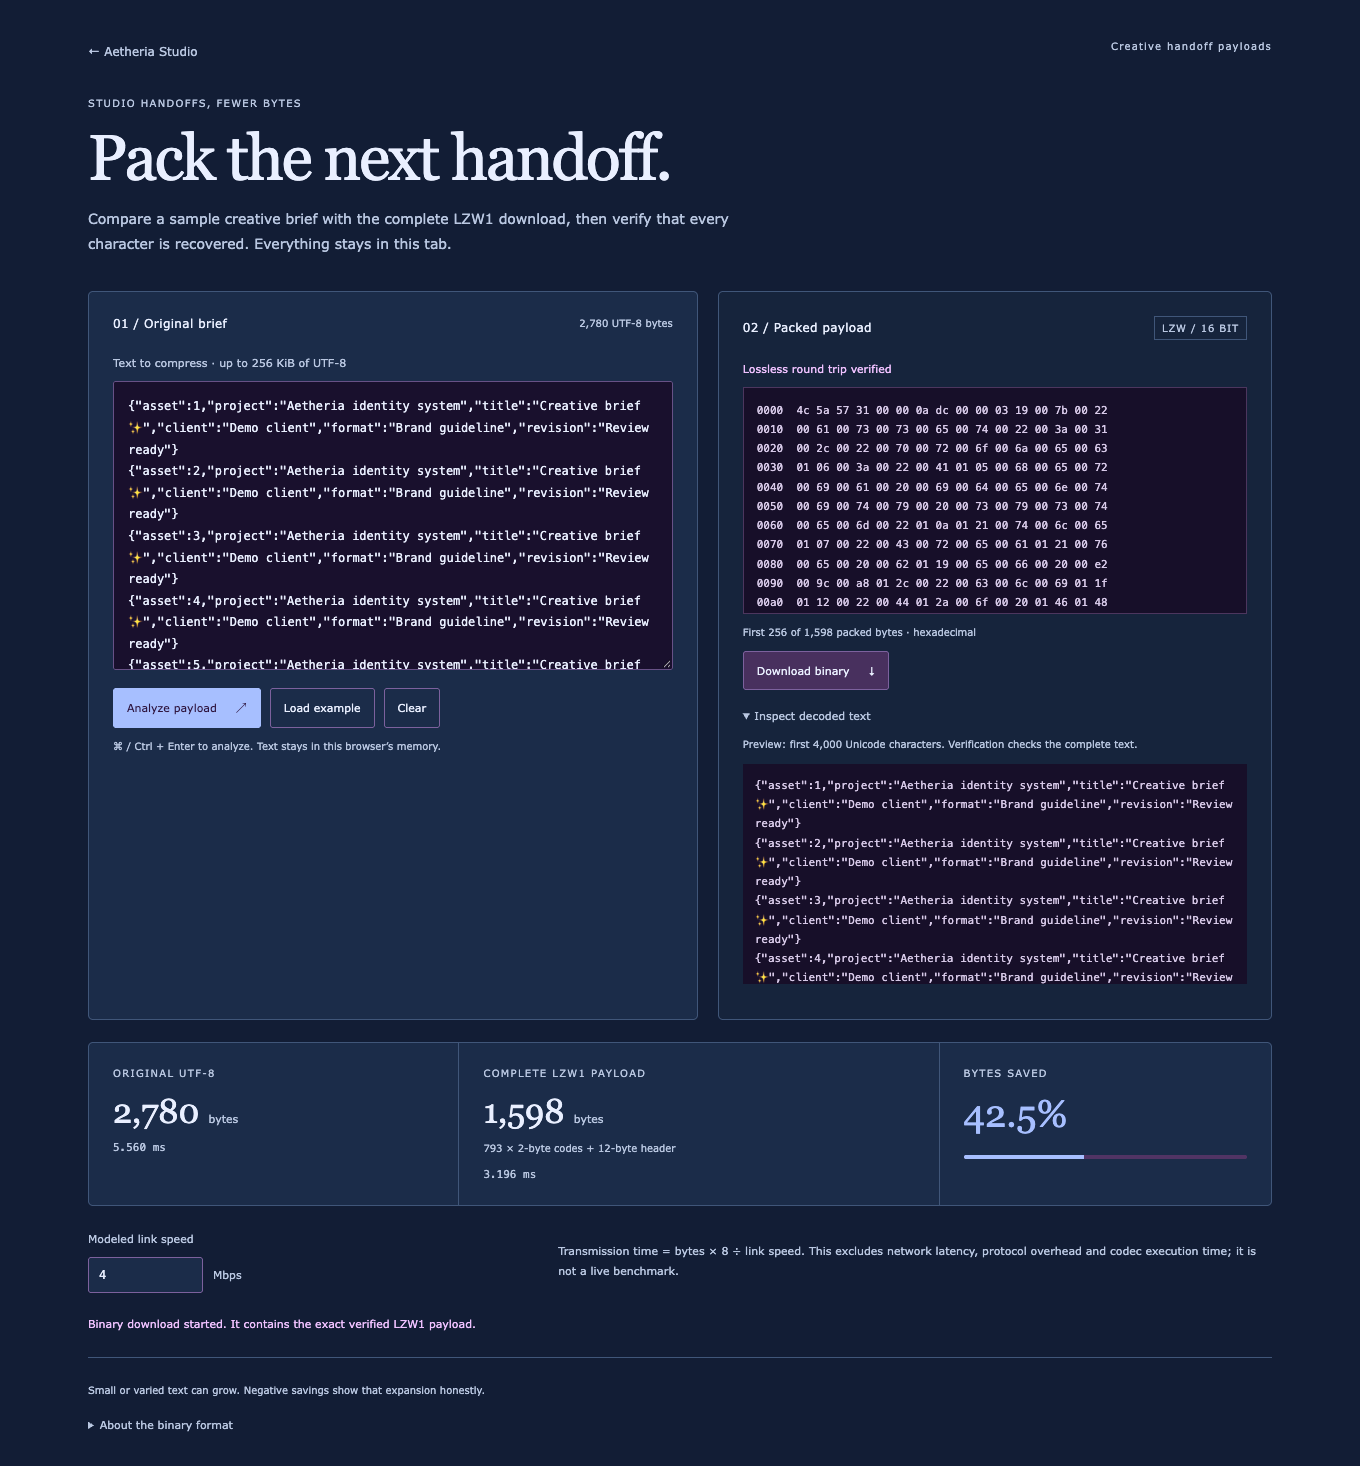 ← Aetheria Studio
Creative handoff payloads
STUDIO HANDOFFS, FEWER BYTES
Pack the next handoff.
Compare a sample creative brief with the complete LZW1 download, then verify that every
character is recovered. Everything stays in this tab.
01 / Original brief
2,780 UTF-8 bytes
Text to compress · up to 256 KiB of UTF-8
{"asset":1,"project":"Aetheria identity system","title":"Creative brief
✨","client":"Demo client","format":"Brand guideline","revision":"Review
ready"}
{"asset":2,"project":"Aetheria identity system","title":"Creative brief
✨","client":"Demo client","format":"Brand guideline","revision":"Review
ready"}
{"asset":3,"project":"Aetheria identity system","title":"Creative brief
✨","client":"Demo client","format":"Brand guideline","revision":"Review
ready"}
{"asset":4,"project":"Aetheria identity system","title":"Creative brief
✨","client":"Demo client","format":"Brand guideline","revision":"Review
ready"}
{"asset":5,"project":"Aetheria identity system","title":"Creative brief
Analyze payload ↗
Load example
Clear
⌘ / Ctrl + Enter to analyze. Text stays in this browser’s memory.
02 / Packed payload
LZW / 16 BIT
Lossless round trip verified
0000 4c 5a 57 31 00 00 0a dc 00 00 03 19 00 7b 00 22
0010 00 61 00 73 00 73 00 65 00 74 00 22 00 3a 00 31
0020 00 2c 00 22 00 70 00 72 00 6f 00 6a 00 65 00 63
0030 01 06 00 3a 00 22 00 41 01 05 00 68 00 65 00 72
0040 00 69 00 61 00 20 00 69 00 64 00 65 00 6e 00 74
0050 00 69 00 74 00 79 00 20 00 73 00 79 00 73 00 74
0060 00 65 00 6d 00 22 01 0a 01 21 00 74 00 6c 00 65
0070 01 07 00 22 00 43 00 72 00 65 00 61 01 21 00 76
0080 00 65 00 20 00 62 01 19 00 65 00 66 00 20 00 e2
0090 00 9c 00 a8 01 2c 00 22 00 63 00 6c 00 69 01 1f
00a0 01 12 00 22 00 44 01 2a 00 6f 00 20 01 46 01 48
First 256 of 1,598 packed bytes · hexadecimal
Download binary ↓
▼ Inspect decoded text
Preview: first 4,000 Unicode characters. Verification checks the complete text.
{"asset":1,"project":"Aetheria identity system","title":"Creative brief
✨","client":"Demo client","format":"Brand guideline","revision":"Review
ready"}
{"asset":2,"project":"Aetheria identity system","title":"Creative brief
✨","client":"Demo client","format":"Brand guideline","revision":"Review
ready"}
{"asset":3,"project":"Aetheria identity system","title":"Creative brief
✨","client":"Demo client","format":"Brand guideline","revision":"Review
ready"}
{"asset":4,"project":"Aetheria identity system","title":"Creative brief
✨","client":"Demo client","format":"Brand guideline","revision":"Review
ORIGINAL UTF-8
2,780 bytes
5.560 ms
COMPLETE LZW1 PAYLOAD
1,598 bytes
793 × 2-byte codes + 12-byte header
3.196 ms
BYTES SAVED
42.5%
Modeled link speed
4 Mbps
Transmission time = bytes × 8 ÷ link speed. This excludes network latency, protocol overhead and codec execution time; it is
not a live benchmark.
Binary download started. It contains the exact verified LZW1 payload.
Small or varied text can grow. Negative savings show that expansion honestly.
▶ About the binary format